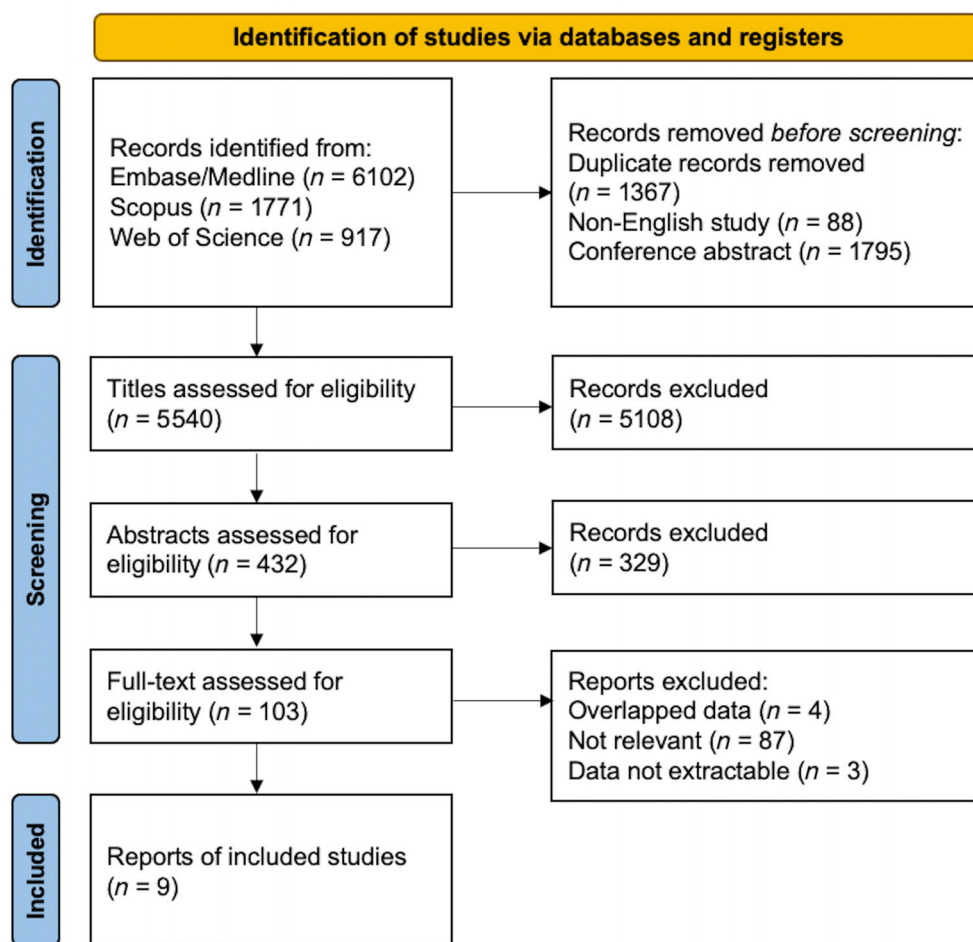 Identification of studies via databases and registers
Identification
Records identified from:
Embase/Medline (n = 6102)
Scopus (n = 1771)
Web of Science (n = 917)
Records removed before screening:
Duplicate records removed
(n = 1367)
Non-English study (n = 88)
Conference abstract (n = 1795)
Screening
Titles assessed for eligibility
(n = 5540)
Records excluded
(n = 5108)
Abstracts assessed for
eligibility (n = 432)
Records excluded
(n = 329)
Full-text assessed for
eligibility (n = 103)
Reports excluded:
Overlapped data (n = 4)
Not relevant (n = 87)
Data not extractable (n = 3)
Included
Reports of included studies
(n = 9)